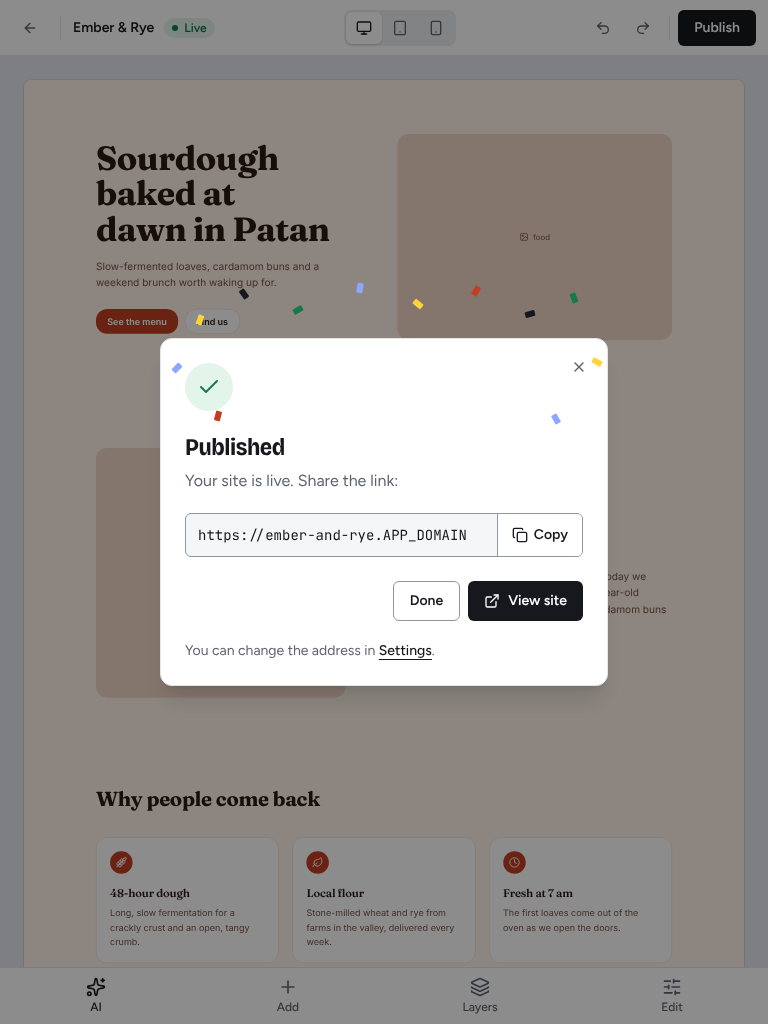 Ember & Rye
Live
Publish
Sourdough
baked at
dawn in Patan
food
Slow-fermented loaves, cardamom buns and a
weekend brunch worth waking up for.
See the menu
us
Published
Your site is live. Share the link:
https://ember-and-rye.APP_DOMAIN
Copy
Done
View site
You can change the address in Settings.
we
buns
Why people come back
48-hour dough
Long, slow fermentation for a
crackly crust and an open, tangy
crumb.
Local flour
Stone-milled wheat and rye from
farms in the valley, delivered every
week.
Fresh at 7 am
The first loaves come out of the
oven as we open the doors.
AI
Add
Layers
Edit